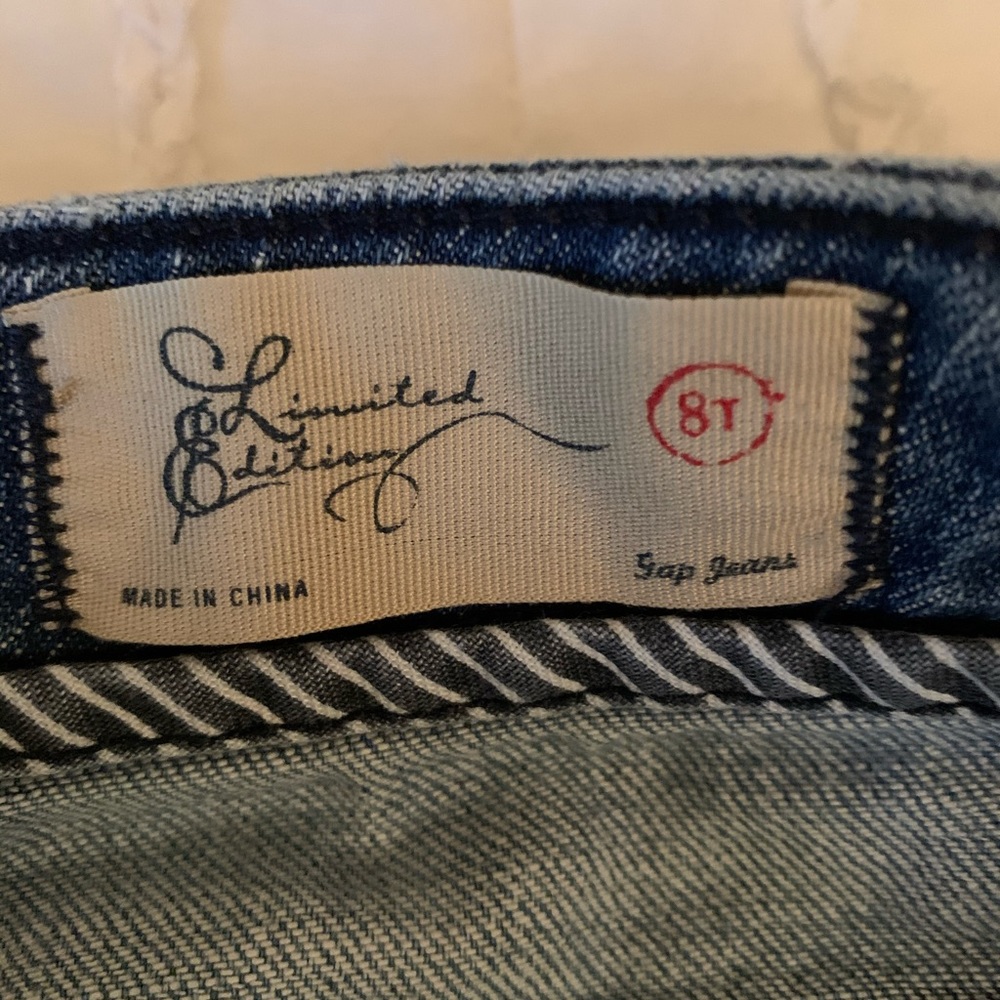 Limited
Edition
8T
Gap Jeans
MADE IN CHINA